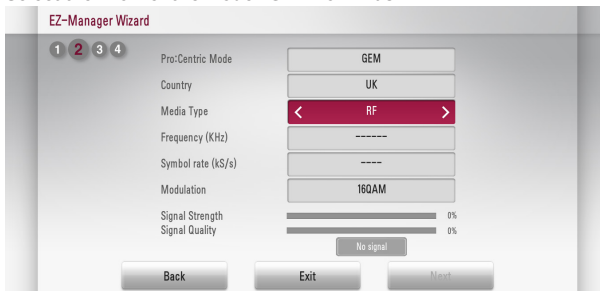 EZ-Manager Wizard
1 2 3 4
Pro:Centric Mode GEM
Country UK
Media Type < RF >
Frequency (KHz) ------
Symbol rate (kS/s) ----
Modulation 16QAM
Signal Strength 0%
Signal Quality 0%
No signal
Back Exit Next